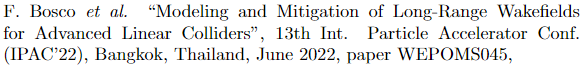 F. Bosco et al. “Modeling and Mitigation of Long-Range Wakefields
for Advanced Linear Colliders”, 13th Int. Particle Accelerator Conf.
(IPAC’22), Bangkok, Thailand, June 2022, paper WEPOMS045,